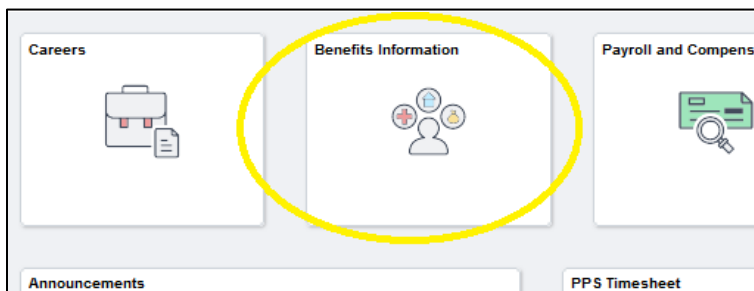 Careers
Benefits Information
Payroll and Compens
Announcements
PPS Timesheet